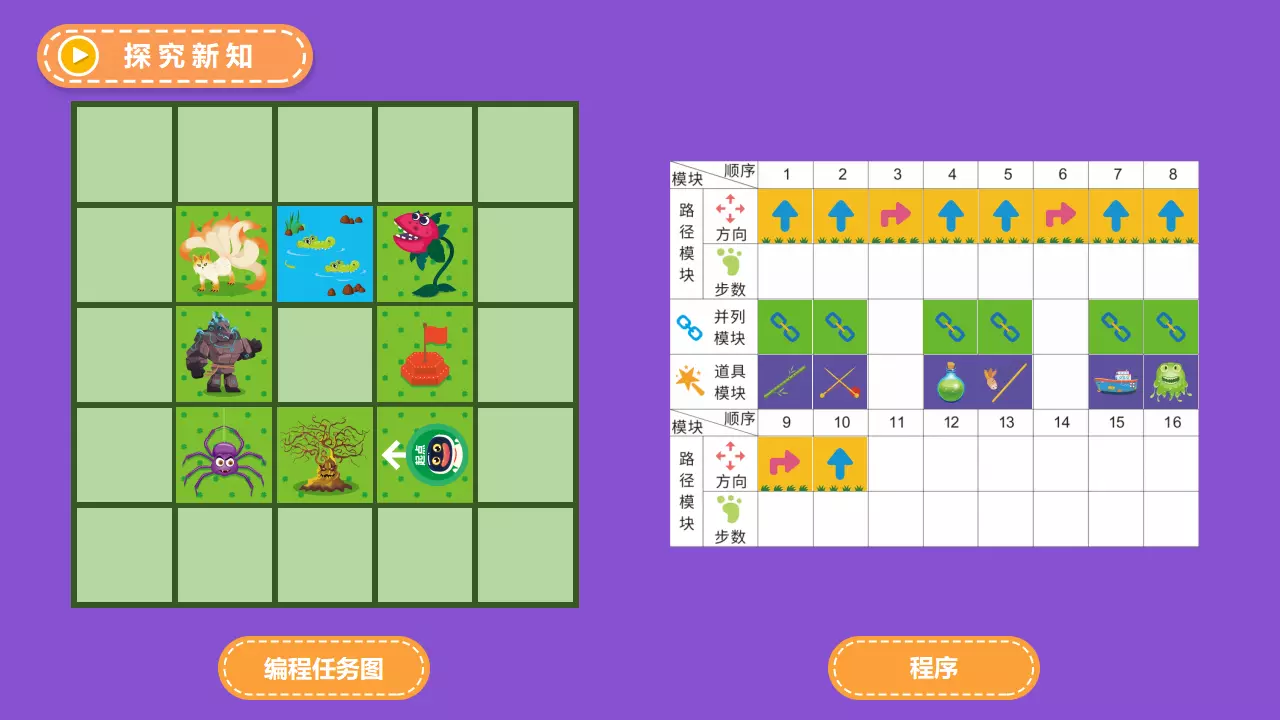 探究新知
起点
顺序
模块
1 2 3 4 5 6 7 8
路径模块
方向
步数
并列模块
道具模块
顺序
模块
9 10 11 12 13 14 15 16
路径模块
方向
步数
编程任务图
程序